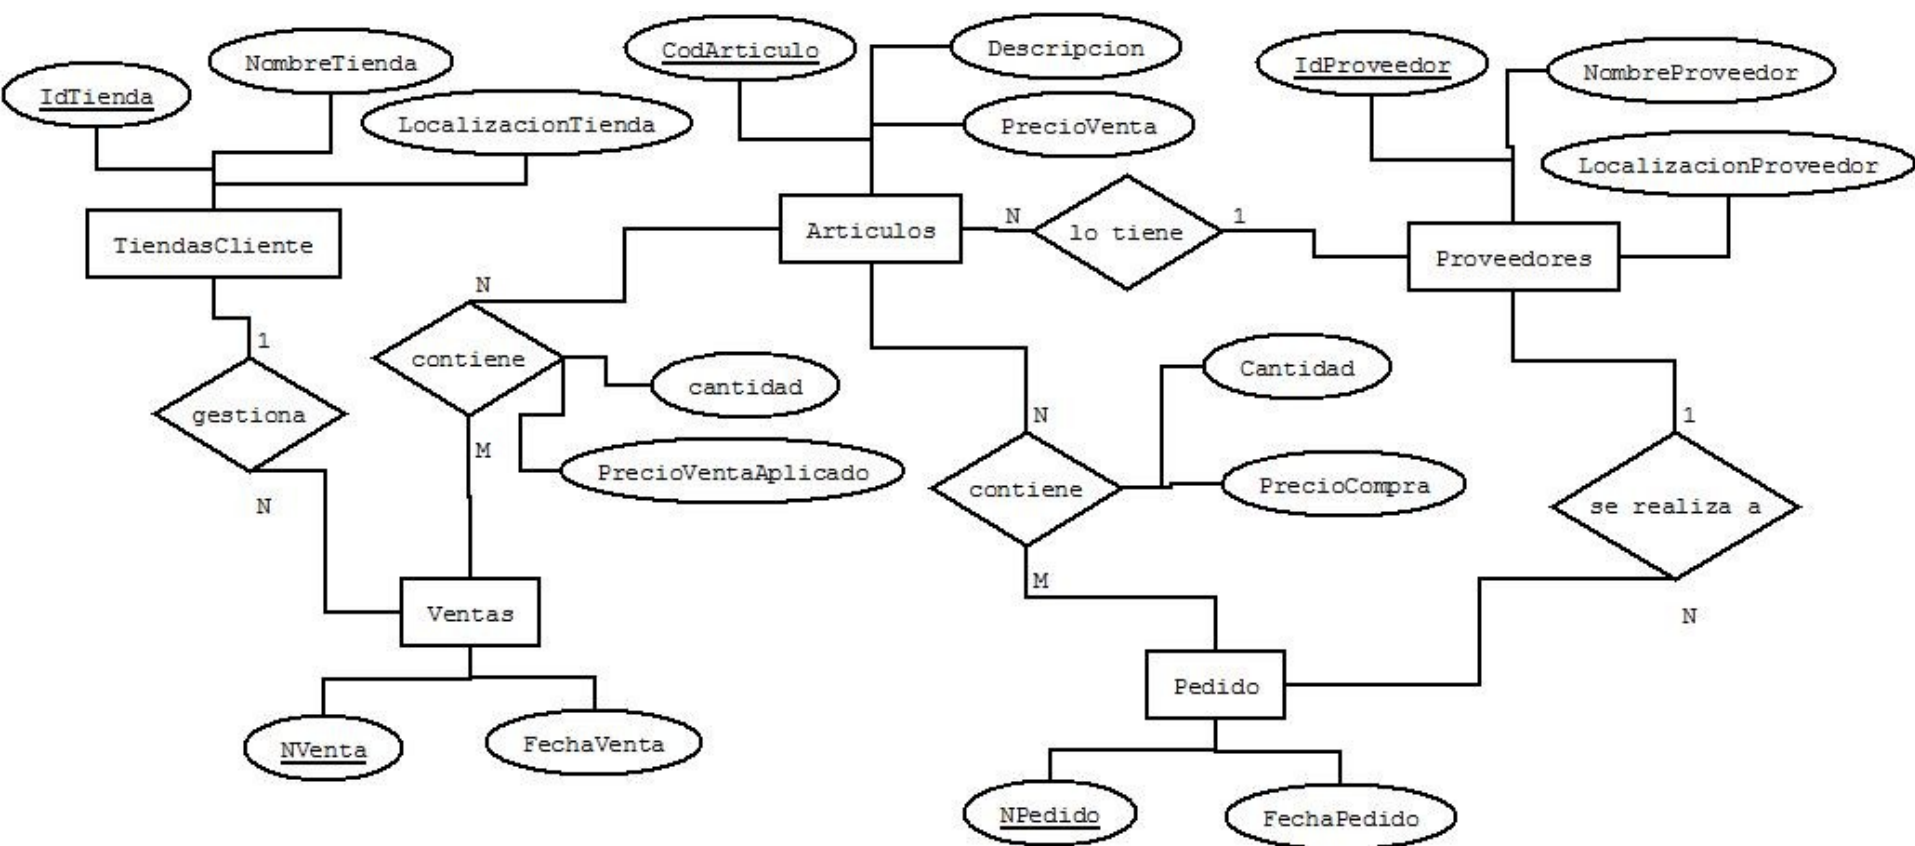 IdTienda
NombreTienda
LocalizacionTienda
CodArticulo
Descripcion
PrecioVenta
IdProveedor
NombreProveedor
LocalizacionProveedor
TiendasCliente
Articulos
N
lo tiene
1
Proveedores
N
1
contiene
cantidad
PrecioVentaAplicado
M
gestiona
N
Cantidad
N
contiene
PrecioCompra
M
1
se realiza a
N
Ventas
NVenta
FechaVenta
Pedido
NPedido
FechaPedido